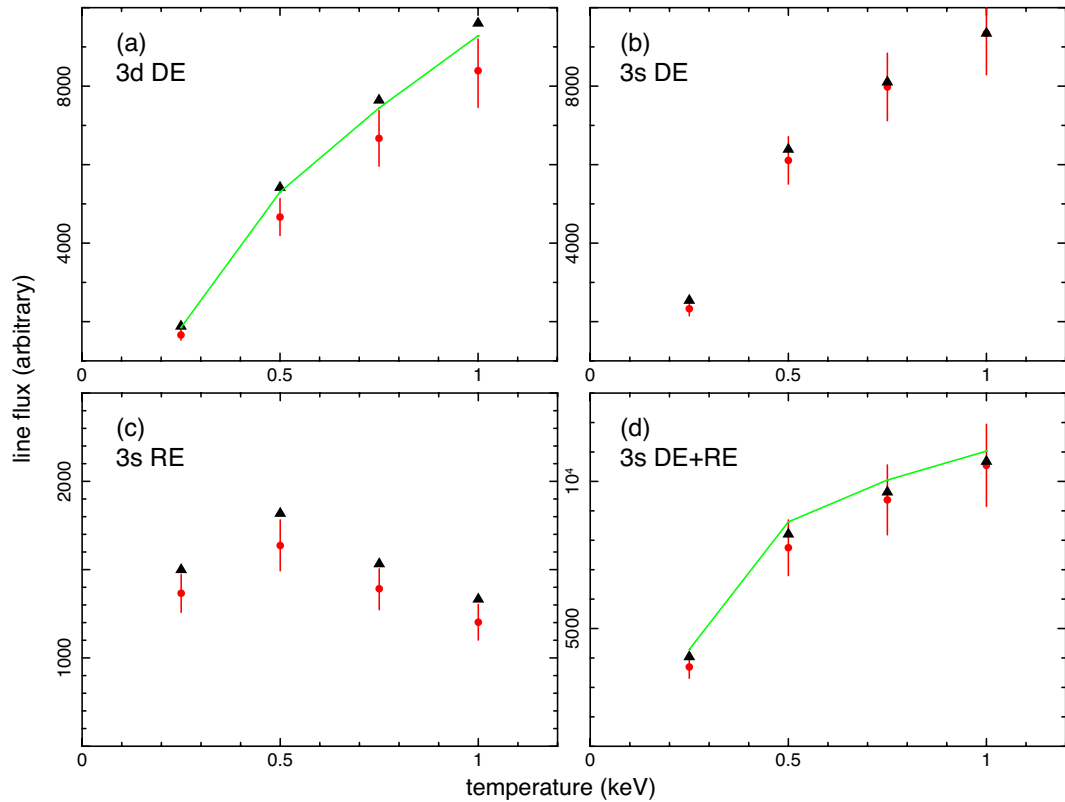 (a)
3d DE
8000
4000
0
0.5
1
(b)
3s DE
8000
4000
0
0.5
1
(c)
3s RE
2000
1000
0
0.5
1
(d)
3s DE+RE
10⁴
5000
0
0.5
1
line flux (arbitrary)
temperature (keV)